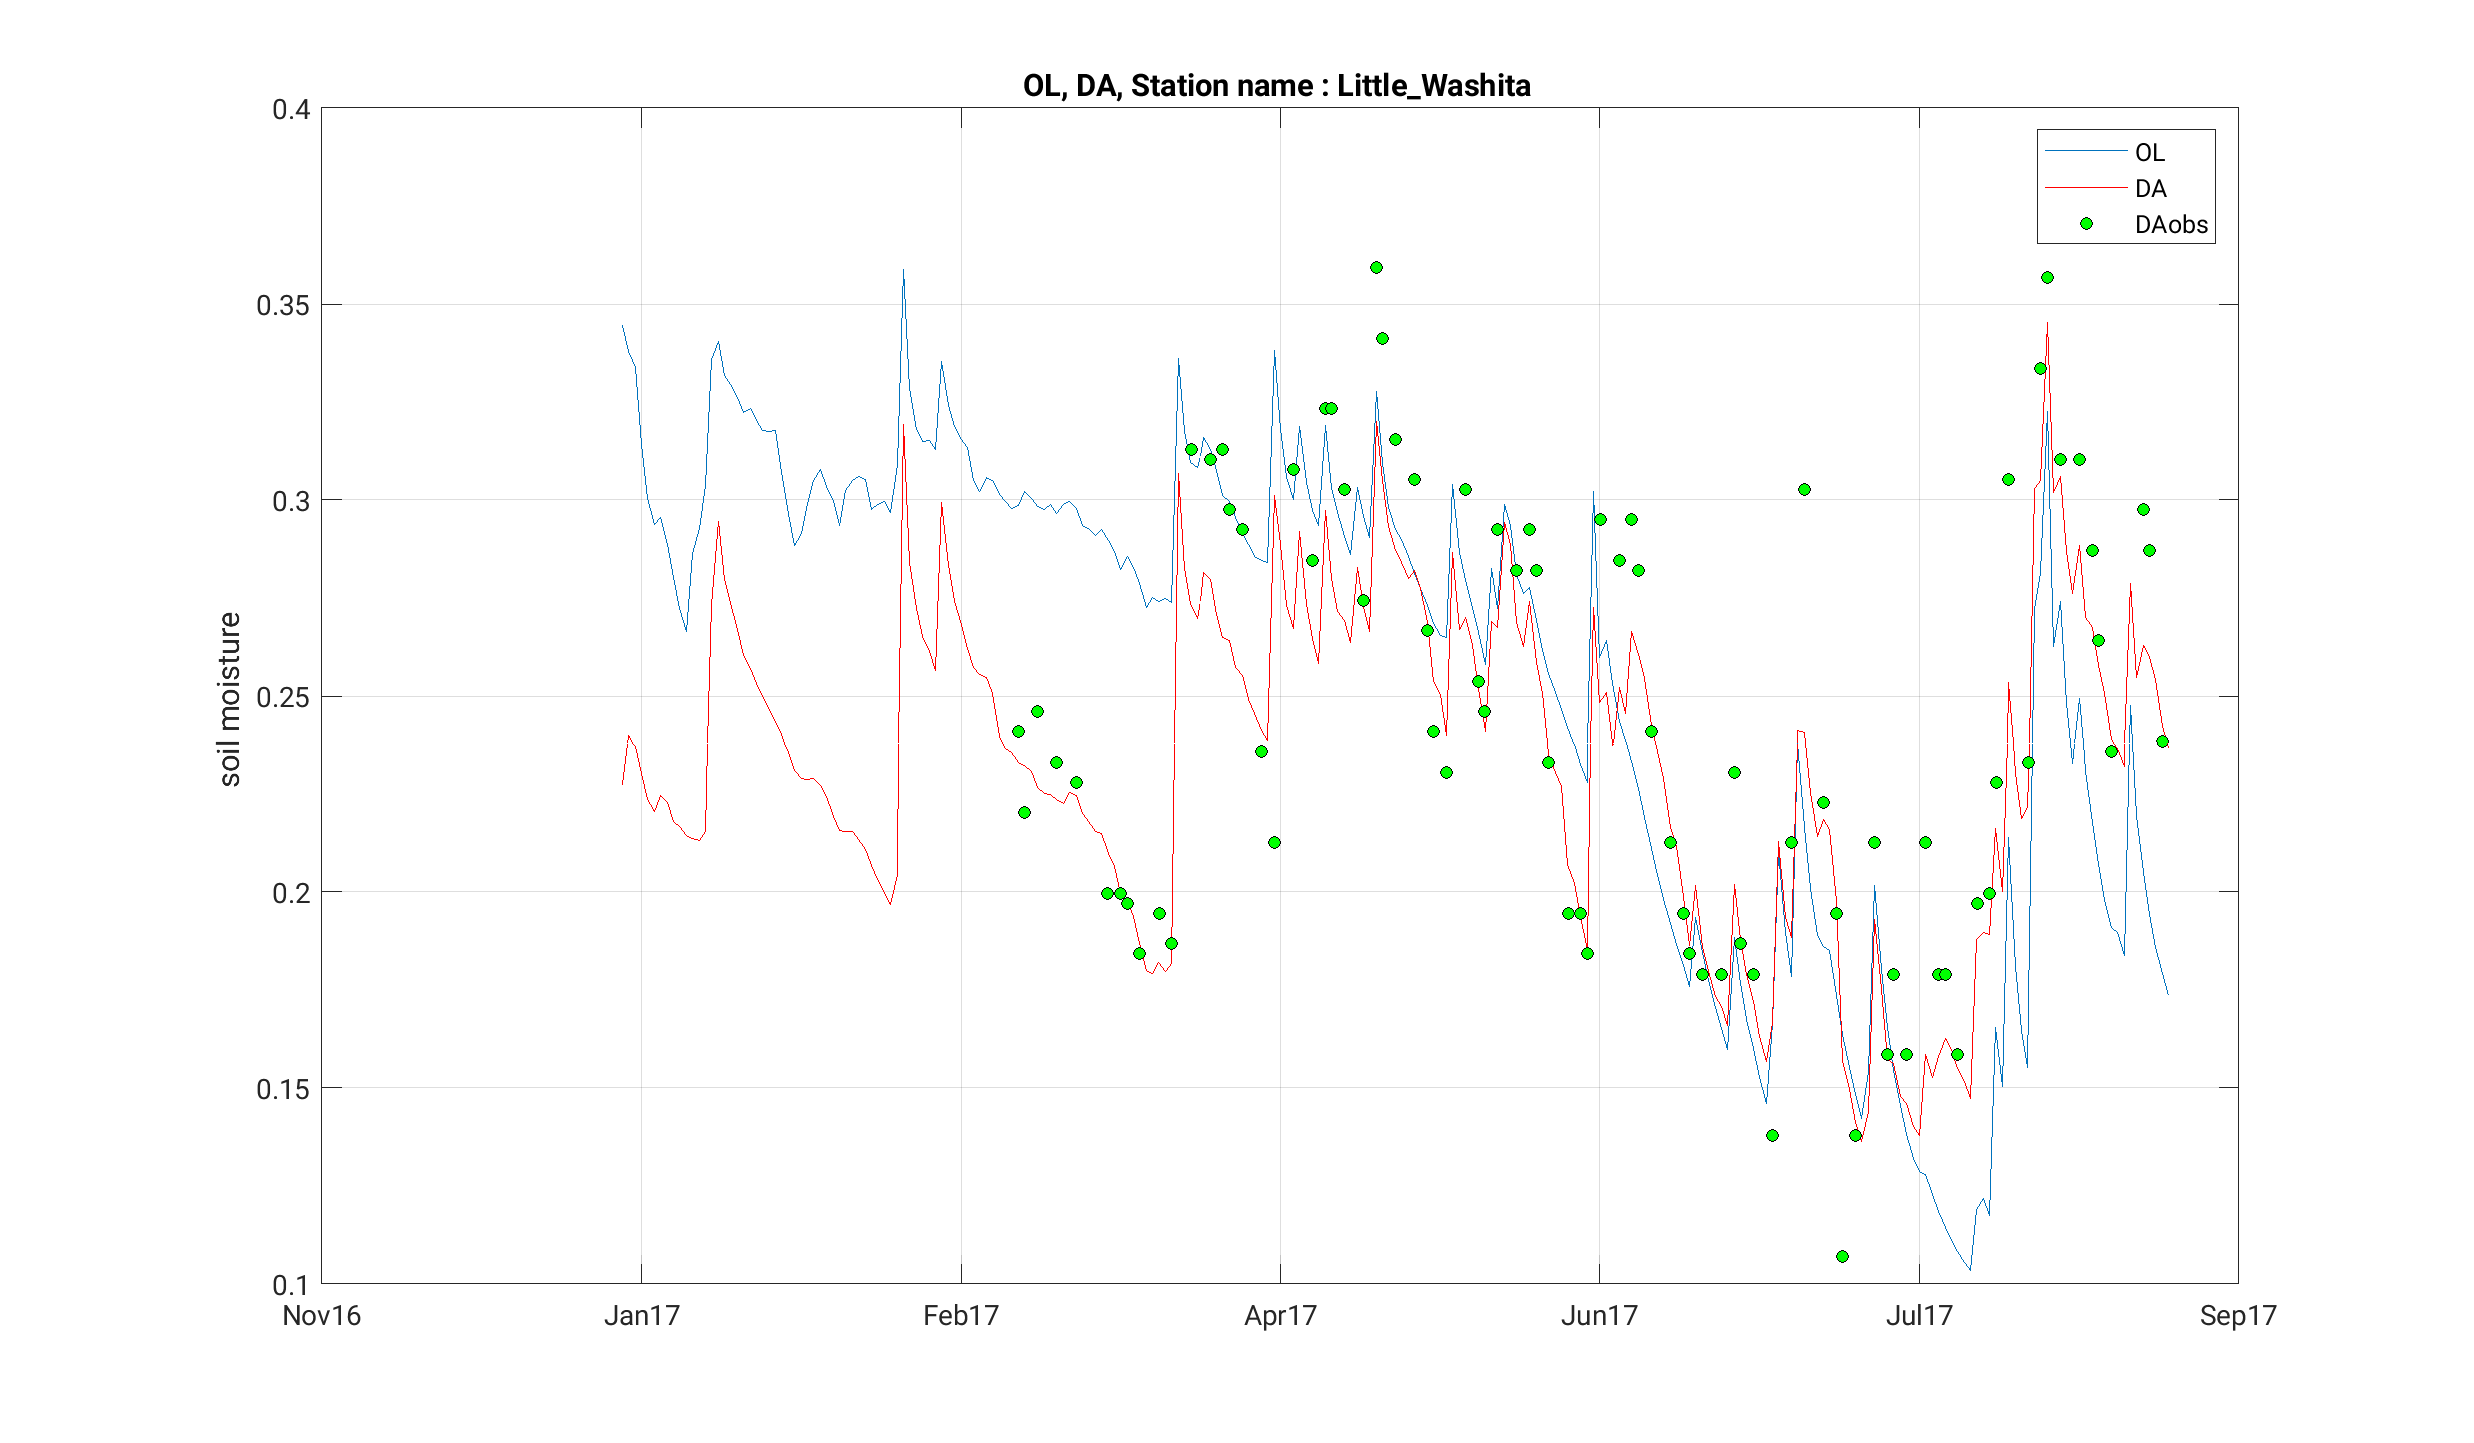 OL, DA, Station name : Little_Washita
OL
DA
DAobs
soil moisture
0.4
0.35
0.3
0.25
0.2
0.15
0.1
Nov16 Jan17 Feb17 Apr17 Jun17 Jul17 Sep17